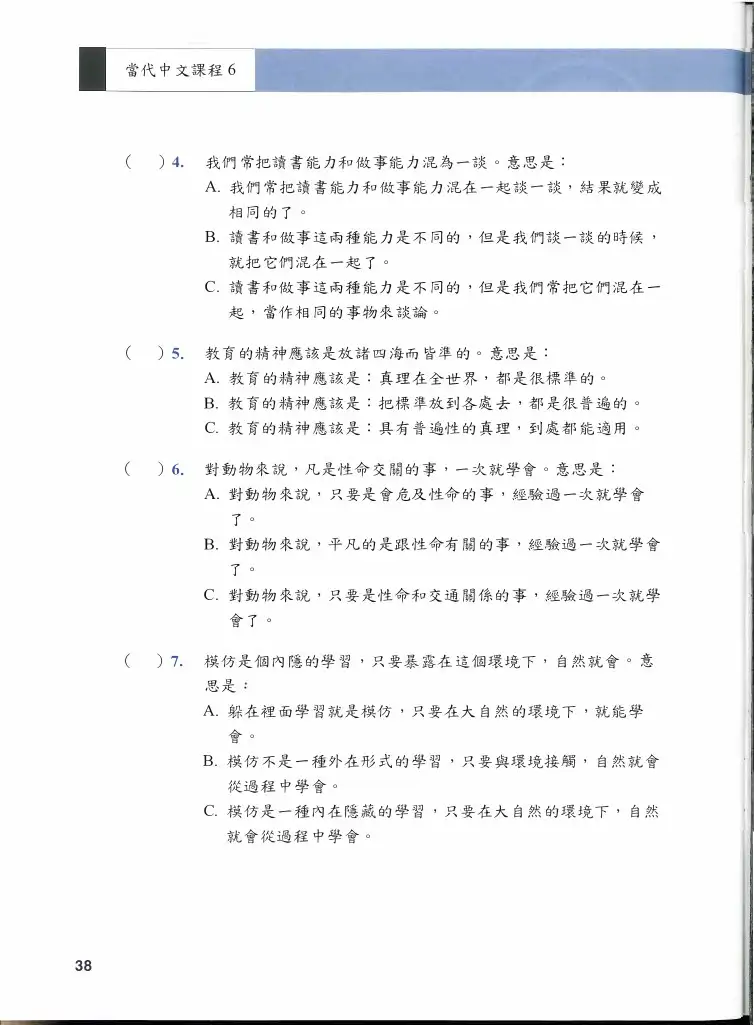 當代中文課程 6
(　)4. 我們常把讀書能力和做事能力混為一談。意思是：
A. 我們常把讀書能力和做事能力混在一起談一談，結果就變成
相同的了。
B. 讀書和做事這兩種能力是不同的，但是我們談一談的時候，
就把它們混在一起了。
C. 讀書和做事這兩種能力是不同的，但是我們常把它們混在一
起，當作相同的事物來談論。
(　)5. 教育的精神應該是放諸四海而皆準的。意思是：
A. 教育的精神應該是：真理在全世界，都是很標準的。
B. 教育的精神應該是：把標準放到各處去，都是很普遍的。
C. 教育的精神應該是：具有普遍性的真理，到處都能適用。
(　)6. 對動物來說，凡是性命交關的事，一次就學會。意思是：
A. 對動物來說，只要是會危及性命的事，經驗過一次就學會
了。
B. 對動物來說，平凡的是跟性命有關的事，經驗過一次就學會
了。
C. 對動物來說，只要是性命和交通關係的事，經驗過一次就學
會了。
(　)7. 模仿是個內隱的學習，只要暴露在這個環境下，自然就會。意
思是：
A. 躲在裡面學習就是模仿，只要在大自然的環境下，就能學
會。
B. 模仿不是一種外在形式的學習，只要與環境接觸，自然就會
從過程中學會。
C. 模仿是一種內在隱藏的學習，只要在大自然的環境下，自然
就會從過程中學會。
38